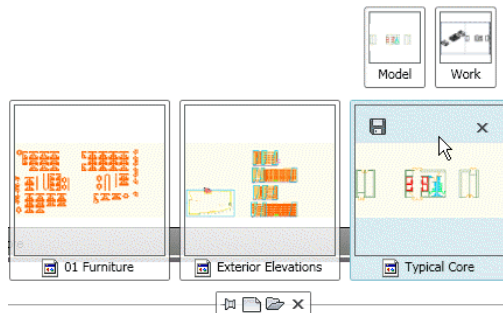 Model
Work
01 Furniture
Exterior Elevations
Typical Core